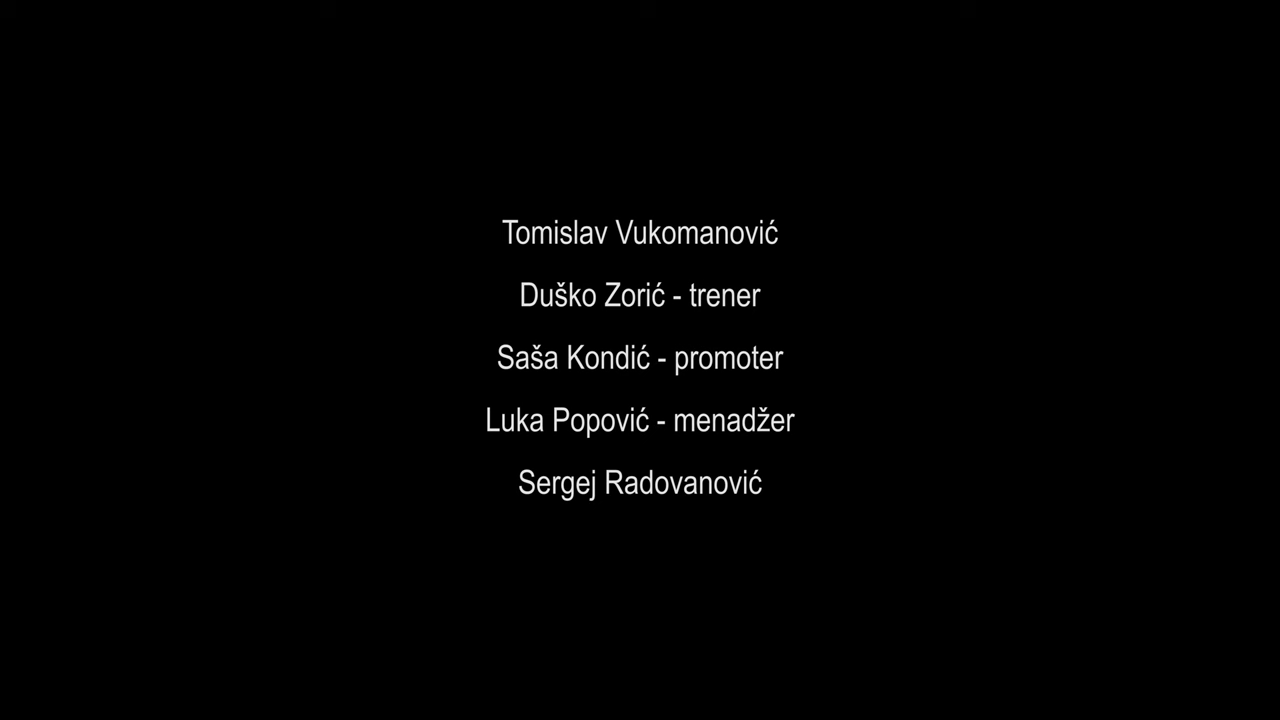 Tomislav Vukomanović
Duško Zorić - trener
Saša Kondić - promoter
Luka Popović - menadžer
Sergej Radovanović